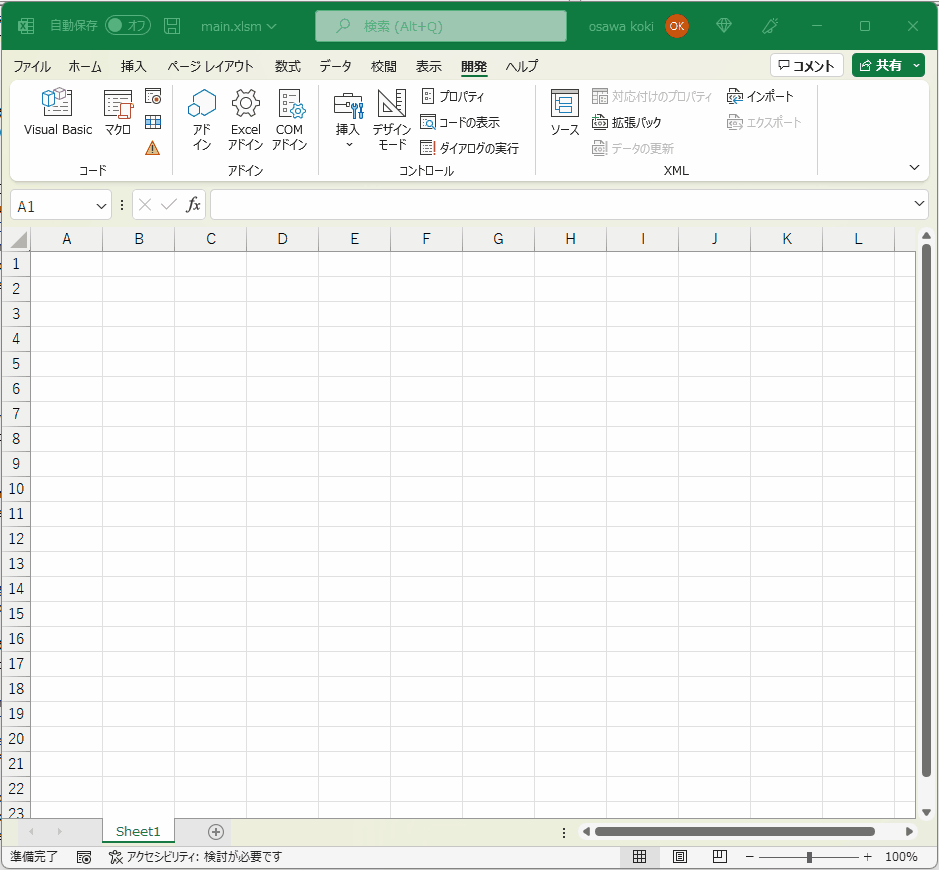 自動保存 オフ main.xlsm 検索 (Alt+Q) osawa koki OK
ファイル ホーム 挿入 ページ レイアウト 数式 データ 校閲 表示 開発 ヘルプ コメント 共有
Visual Basic マクロ
コード
アド
イン
Excel
アドイン
COM
アドイン
アドイン
挿入
デザイン
モード
プロパティ
コードの表示
ダイアログの実行
コントロール
ソース
対応付けのプロパティ
拡張パック
データの更新
インポート
エクスポート
XML
A1 fx
A B C D E F G H I J K L
1
2
3
4
5
6
7
8
9
10
11
12
13
14
15
16
17
18
19
20
21
22
23
Sheet1
準備完了 アクセシビリティ: 検討が必要です 100%